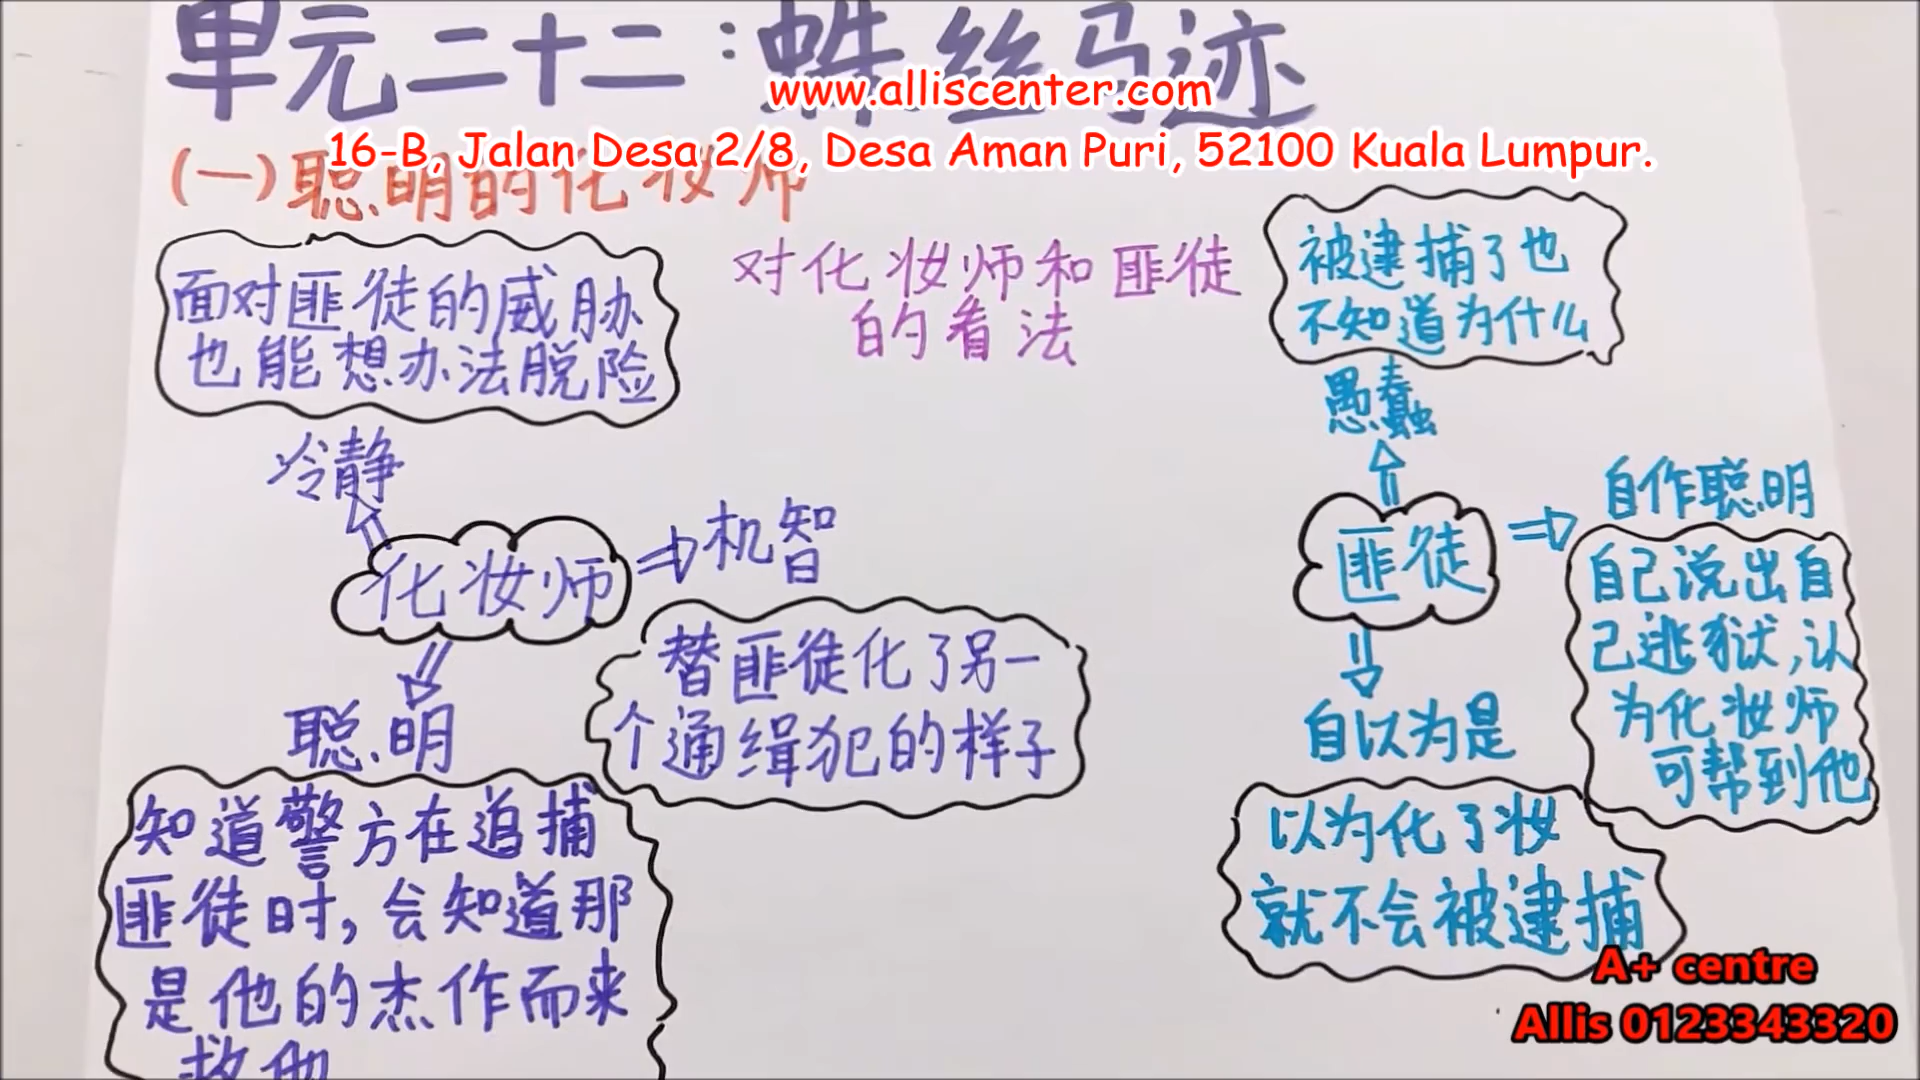 单元二十二：蛛丝马迹
www.alliscenter.com
16-B, Jalan Desa 2/8, Desa Aman Puri, 52100 Kuala Lumpur.
(一)聪明的化妆师
对化妆师和匪徒
的看法
面对匪徒的威胁
也能想办法脱险
冷静
化妆师
机智
替匪徒化了另一
个通缉犯的样子
聪明
知道警方在追捕
匪徒时,会知道那
是他的杰作而来
救他
被逮捕了也
不知道为什么
愚蠢
匪徒
自作聪明
自己说出自
己逃狱,认
为化妆师
可帮到他
自以为是
以为化了妆
就不会被逮捕
A+ centre
Allis 0123343320